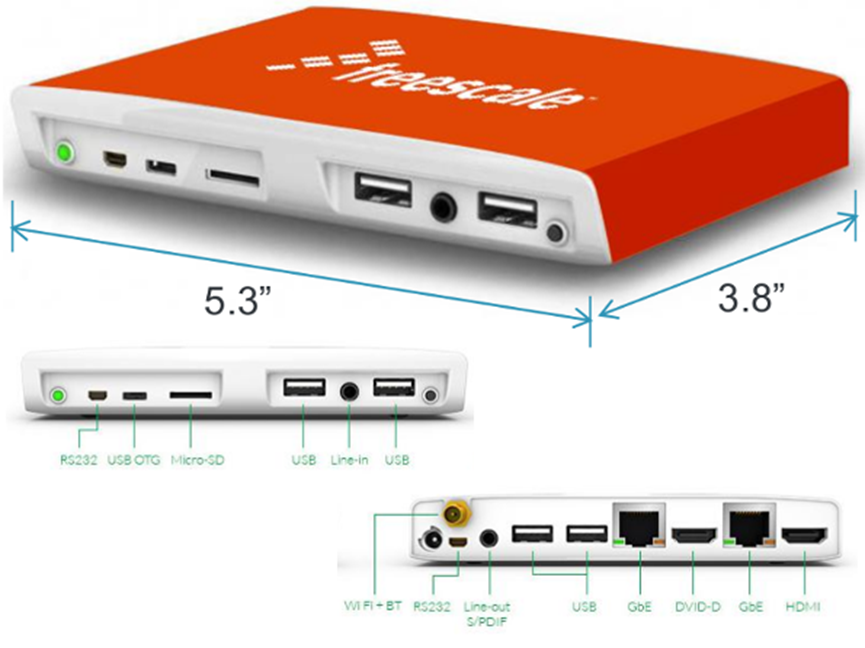 freescale™
5.3”
3.8”
RS232 USB OTG Micro-SD USB Line-in USB
WI Fi + BT RS232 Line-out USB GbE DVID-D GbE HDMI
S/PDIF